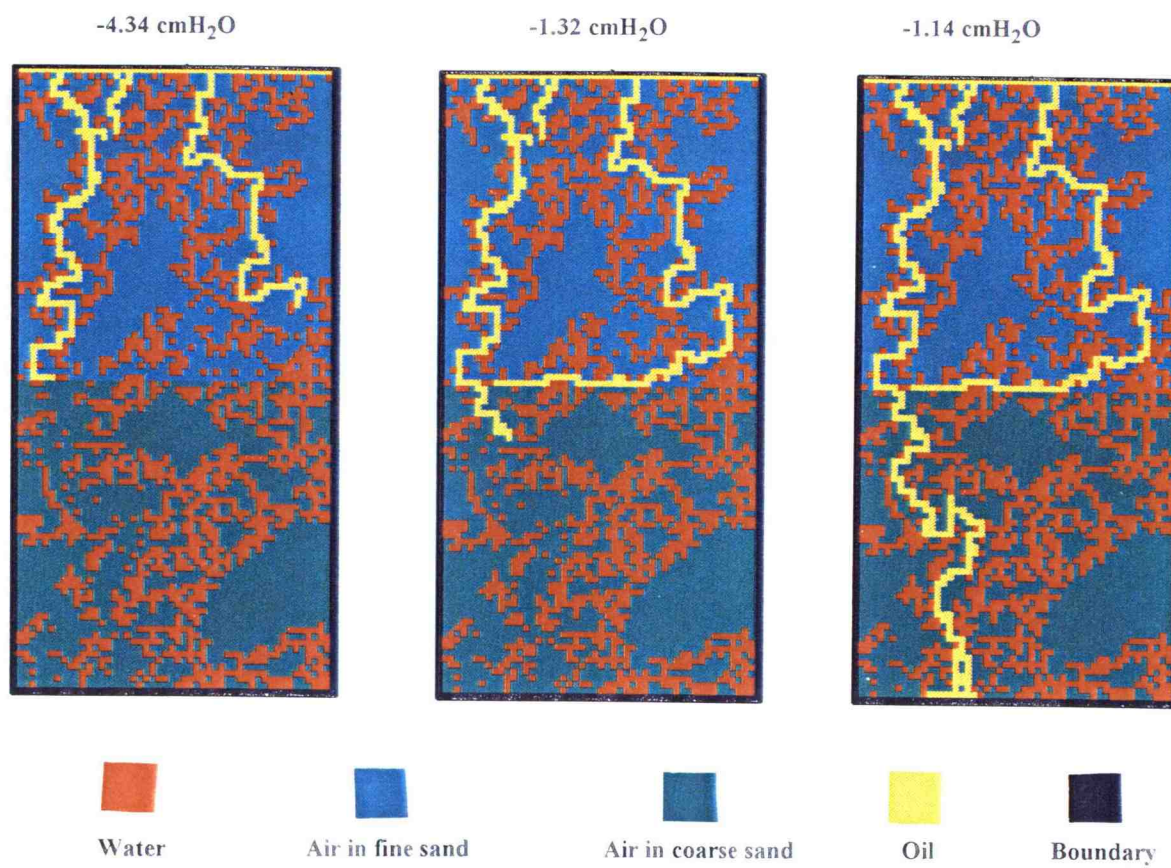 -4.34 cmH₂O -1.32 cmH₂O -1.14 cmH₂O
Water Air in fine sand Air in coarse sand Oil Boundary